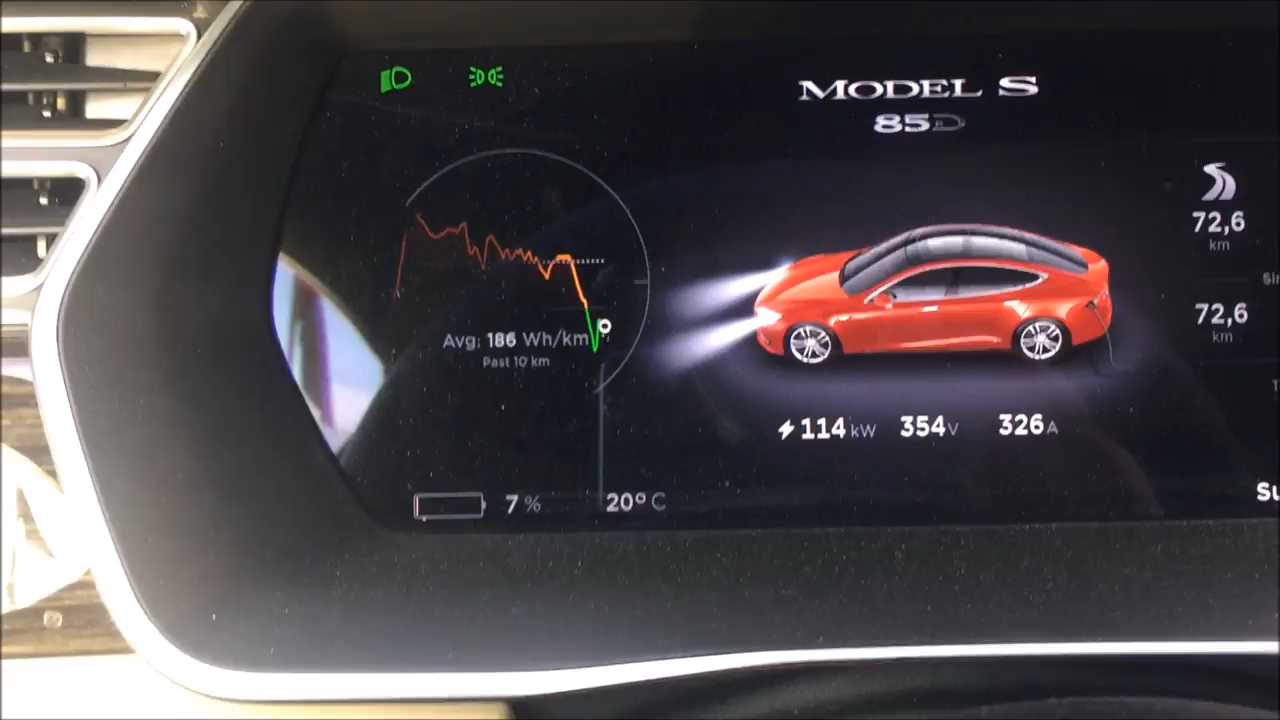 MODEL S
85D
72,6
km
Avg: 186 Wh/km
Past 10 km
72,6
km
114 kW 354 V 326 A
7 % 20° C